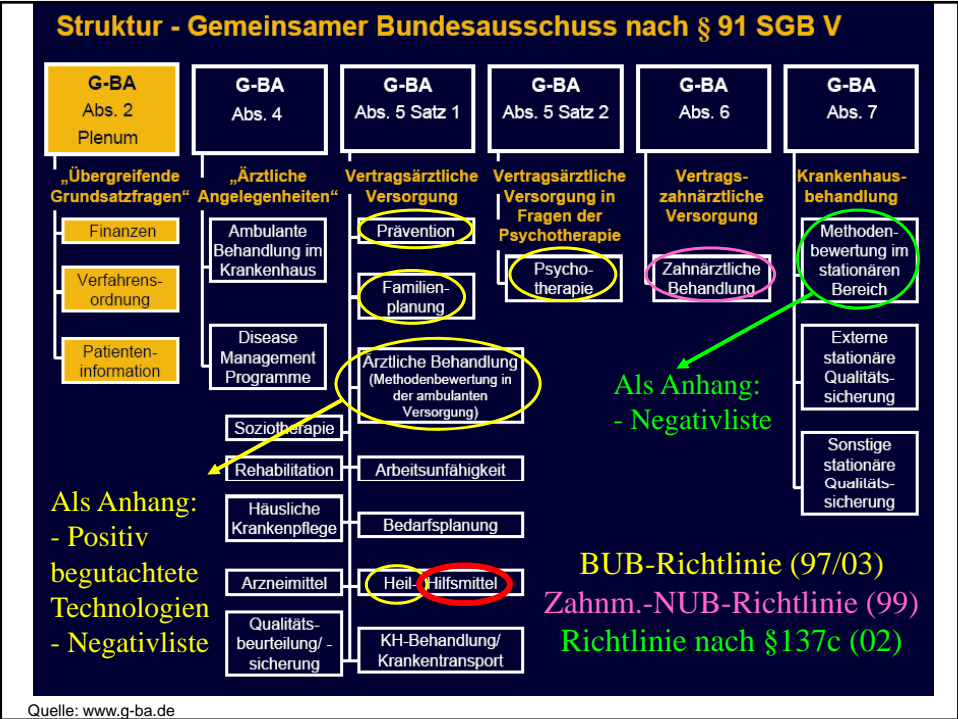 Struktur - Gemeinsamer Bundesausschuss nach § 91 SGB V
G-BA
Abs. 2
Plenum
G-BA
Abs. 4
G-BA
Abs. 5 Satz 1
G-BA
Abs. 5 Satz 2
G-BA
Abs. 6
G-BA
Abs. 7
„Übergreifende
Grundsatzfragen“
Finanzen
Verfahrens-
ordnung
Patienten-
information
„Ärztliche
Angelegenheiten“
Ambulante
Behandlung im
Krankenhaus
Disease
Management
Programme
Vertragsärztliche
Versorgung
Prävention
Familien-
planung
Ärztliche Behandlung
(Methodenbewertung in
der ambulanten
Versorgung)
Soziotherapie
Rehabilitation
Arbeitsunfähigkeit
Häusliche
Krankenpflege
Bedarfsplanung
Arzneimittel
Heil- Hilfsmittel
Qualitäts-
beurteilung/ -
sicherung
KH-Behandlung/
Krankentransport
Vertragsärztliche
Versorgung in
Fragen der
Psychotherapie
Psycho-
therapie
Vertrags-
zahnärztliche
Versorgung
Zahnärztliche
Behandlung
Krankenhaus-
behandlung
Methoden-
bewertung im
stationären
Bereich
Externe
stationäre
Qualitäts-
sicherung
Sonstige
stationäre
Qualitäts-
sicherung
Als Anhang:
- Negativliste
Als Anhang:
- Positiv
begutachtete
Technologien
- Negativliste
BUB-Richtlinie (97/03)
Zahnm.-NUB-Richtlinie (99)
Richtlinie nach §137c (02)
Quelle: www.g-ba.de